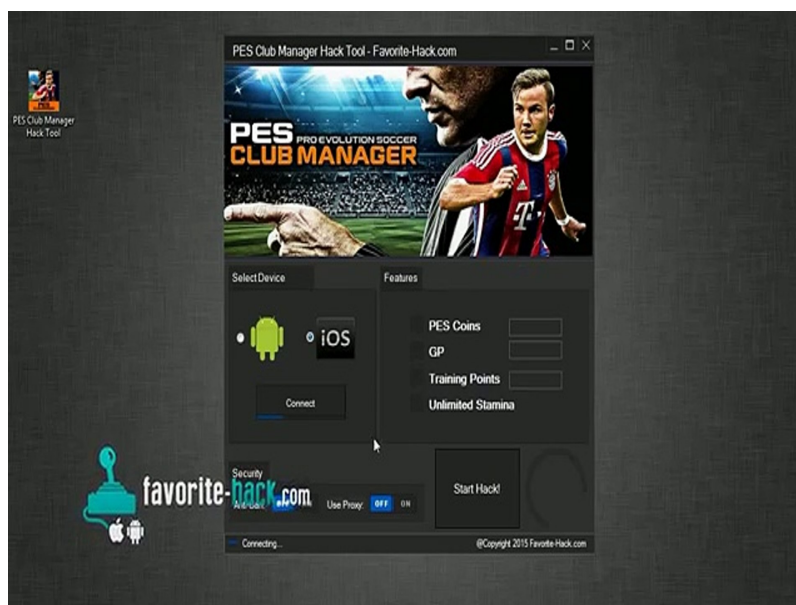 PES Club Manager Hack Tool - Favorite-Hack.com
PES Club Manager
Hack Tool
PES PRO EVOLUTION SOCCER
CLUB MANAGER
Select Device
Features
iOS
Connect
PES Coins
GP
Training Points
Unlimited Stamina
Security
favorite-hack.com
Use Proxy: OFF ON
Start Hack!
Connecting...
@Copyright 2015 Favorite-Hack.com